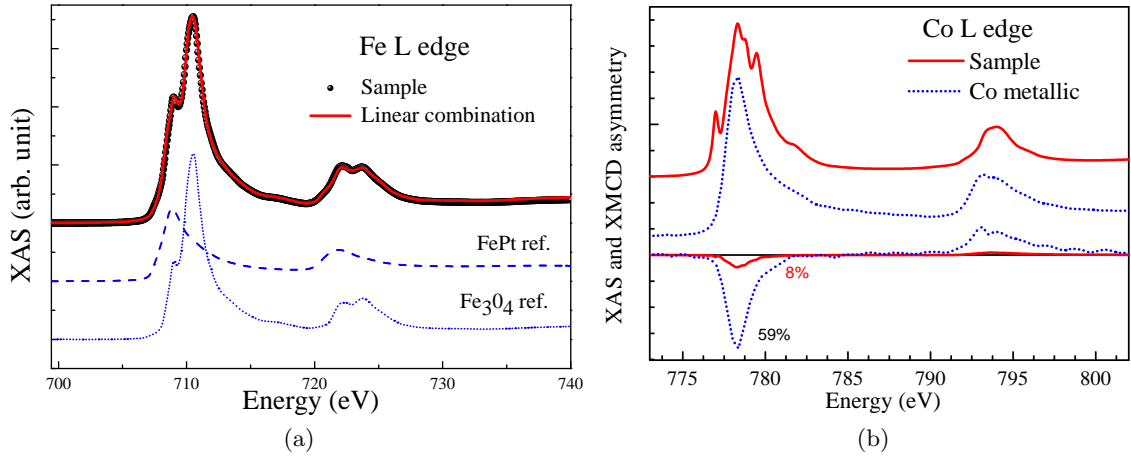 Fe L edge
Sample
Linear combination
FePt ref.
Fe3O4 ref.
XAS (arb. unit)
700 710 720 730 740
Energy (eV)
(a)
Co L edge
Sample
Co metallic
8%
59%
XAS and XMCD asymmetry
775 780 785 790 795 800
Energy (eV)
(b)